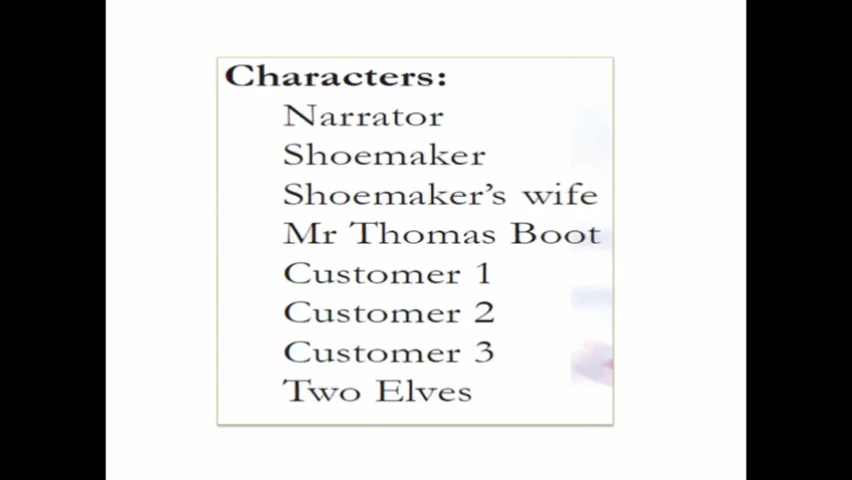 Characters:
Narrator
Shoemaker
Shoemaker's wife
Mr Thomas Boot
Customer 1
Customer 2
Customer 3
Two Elves